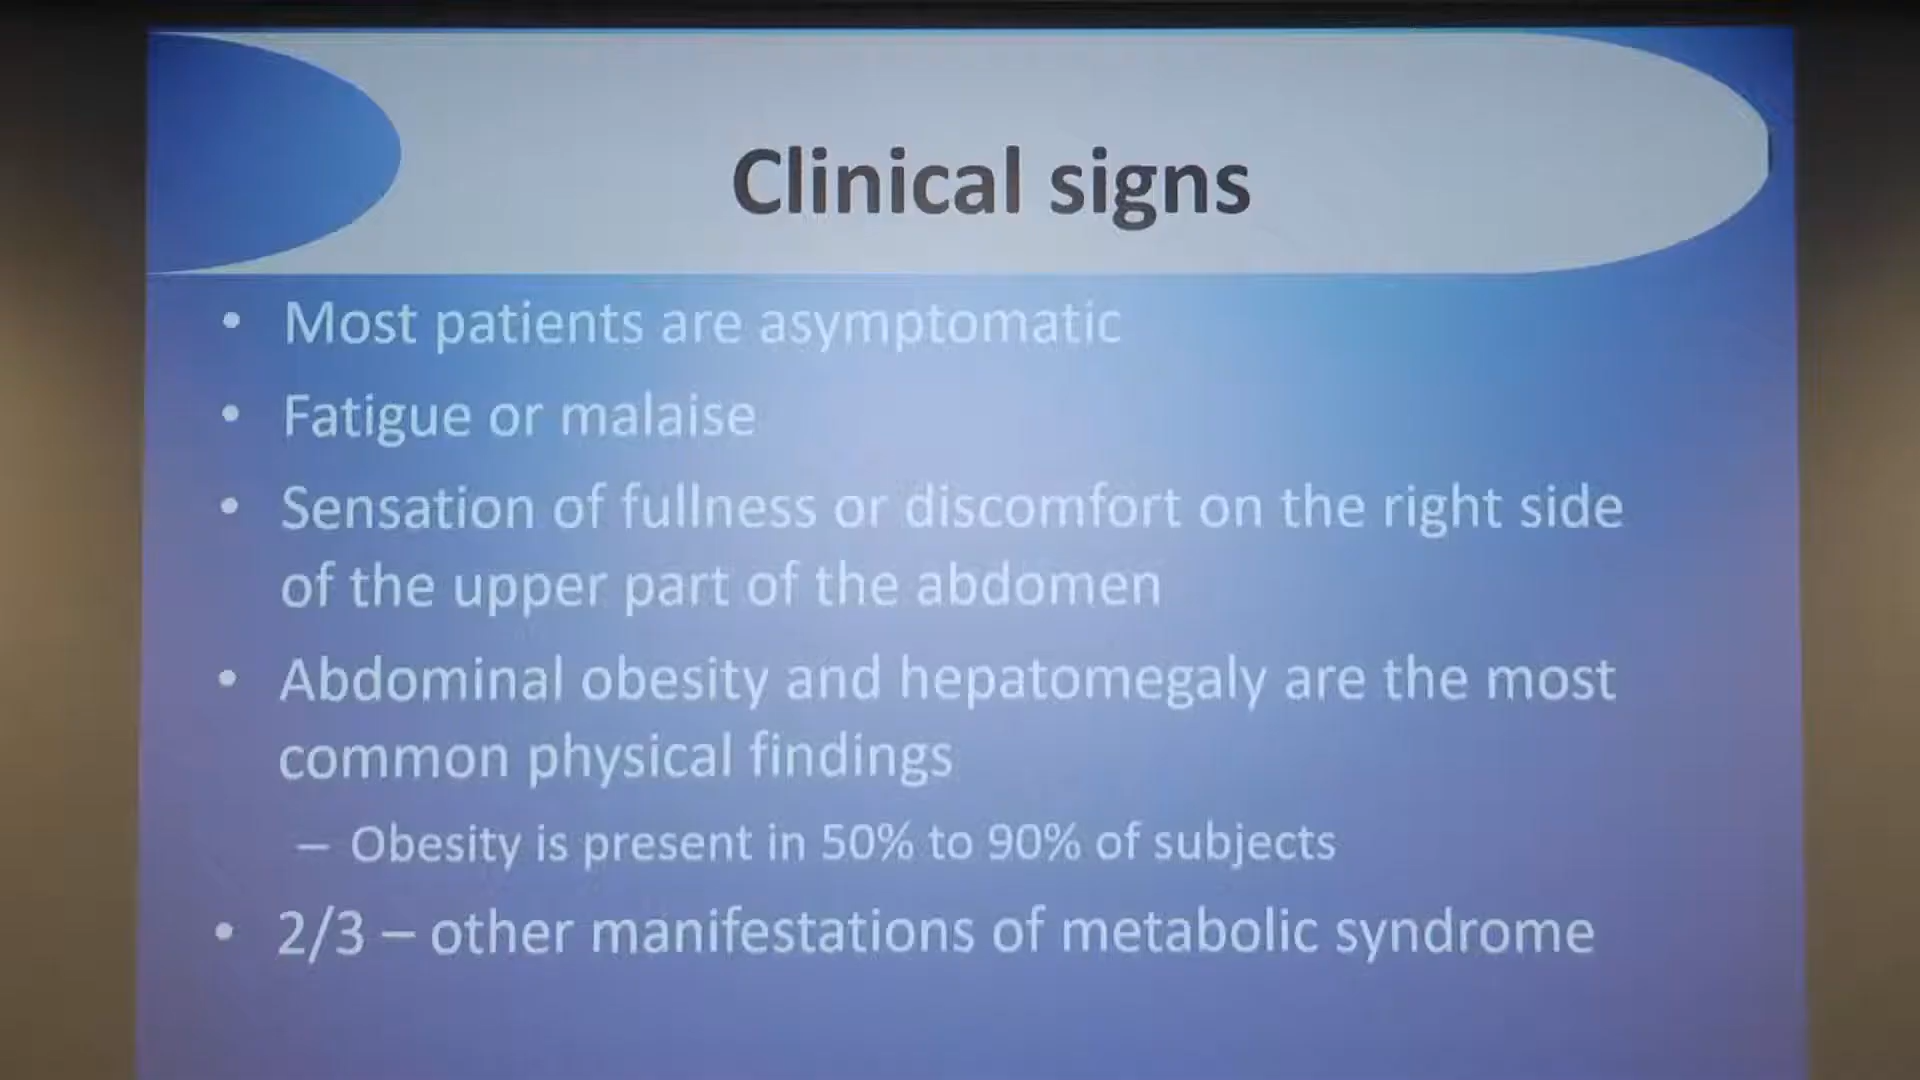 Clinical signs
• Most patients are asymptomatic
• Fatigue or malaise
• Sensation of fullness or discomfort on the right side
of the upper part of the abdomen
• Abdominal obesity and hepatomegaly are the most
common physical findings
– Obesity is present in 50% to 90% of subjects
• 2/3 – other manifestations of metabolic syndrome